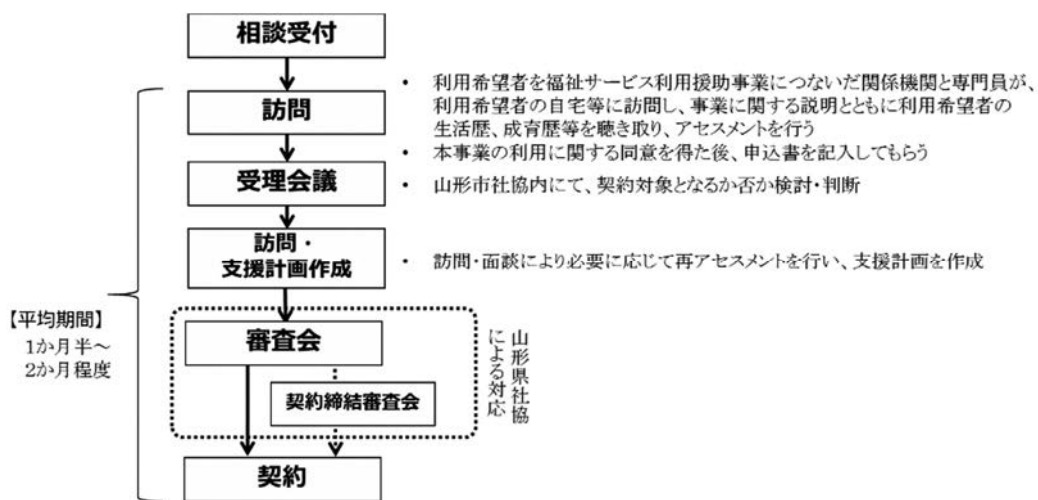 相談受付
訪問
・ 利用希望者を福祉サービス利用援助事業につないだ関係機関と専門員が、
利用希望者の自宅等に訪問し、事業に関する説明とともに利用希望者の
生活歴、成育歴等を聴き取り、アセスメントを行う
・ 本事業の利用に関する同意を得た後、申込書を記入してもらう
受理会議
・ 山形市社協内にて、契約対象となるか否か検討・判断
訪問・
支援計画作成
・ 訪問・面談により必要に応じて再アセスメントを行い、支援計画を作成
【平均期間】
1か月半～
2か月程度
審査会
契約締結審査会
山形県社協
による対応
契約